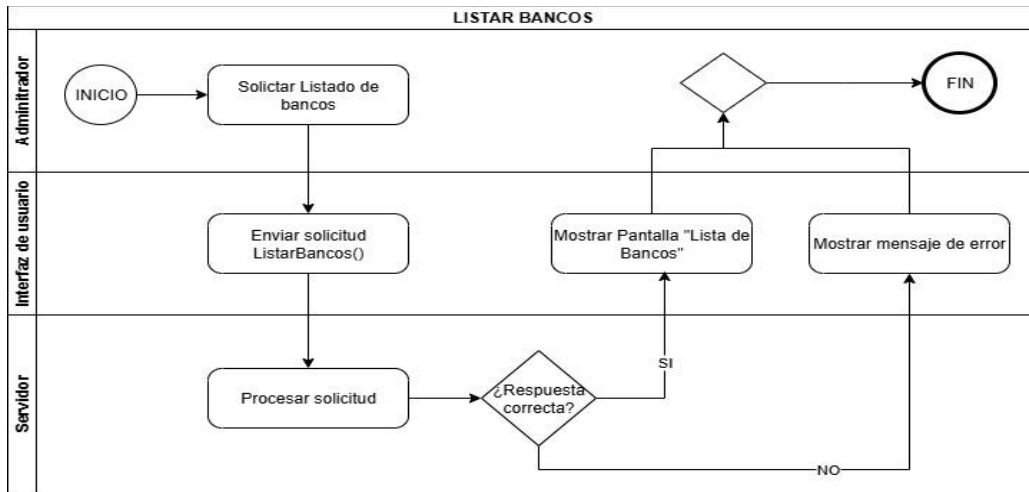 LISTAR BANCOS
Adminitrador
INICIO
Solictar Listado de
bancos
FIN
Interfaz de usuario
Enviar solicitud
ListarBancos()
Mostrar Pantalla "Lista de
Bancos"
Mostrar mensaje de error
Servidor
Procesar solicitud
¿Respuesta
correcta?
SI
NO